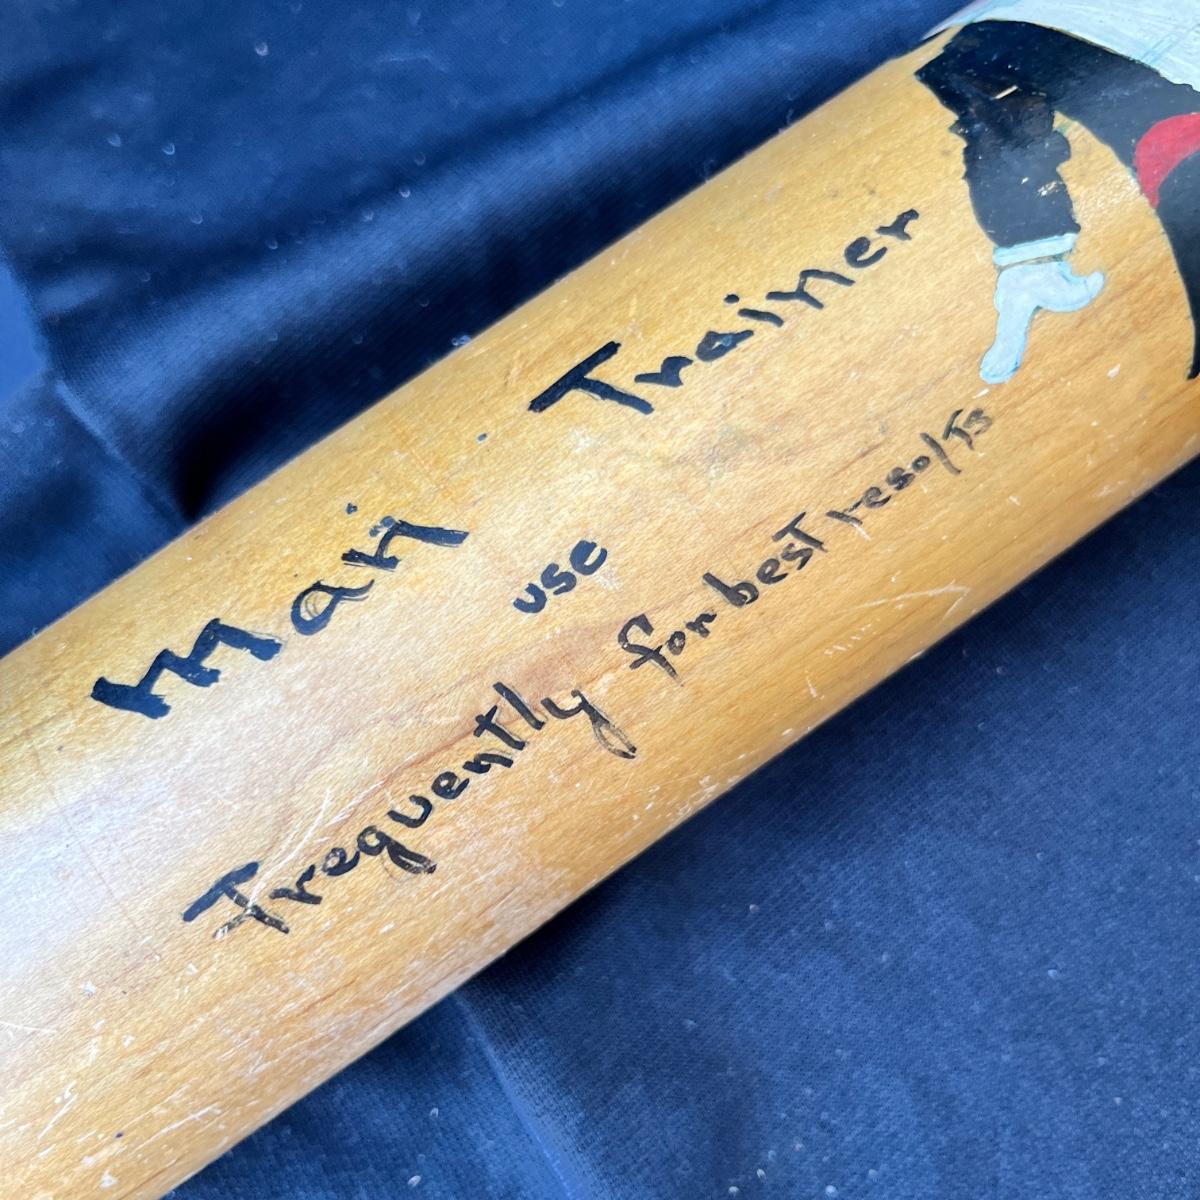 Man Trainer
use
Frequently for best resolts